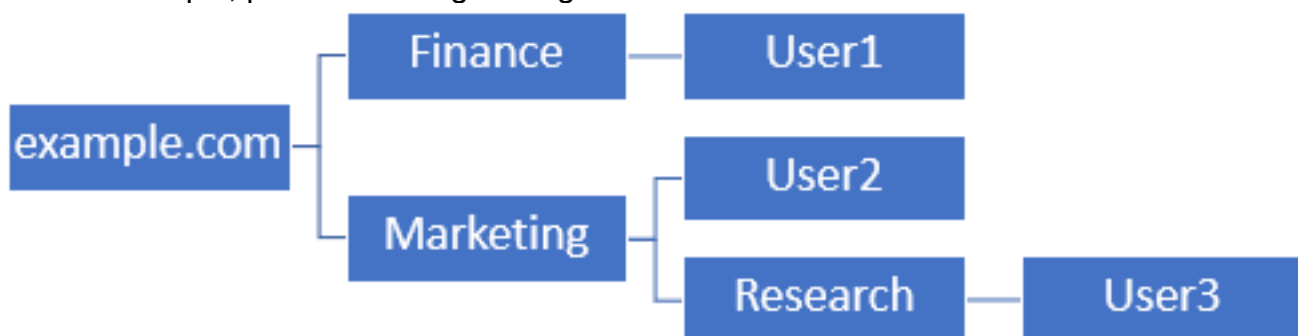 Finance
User1
example.com
User2
Marketing
Research
User3